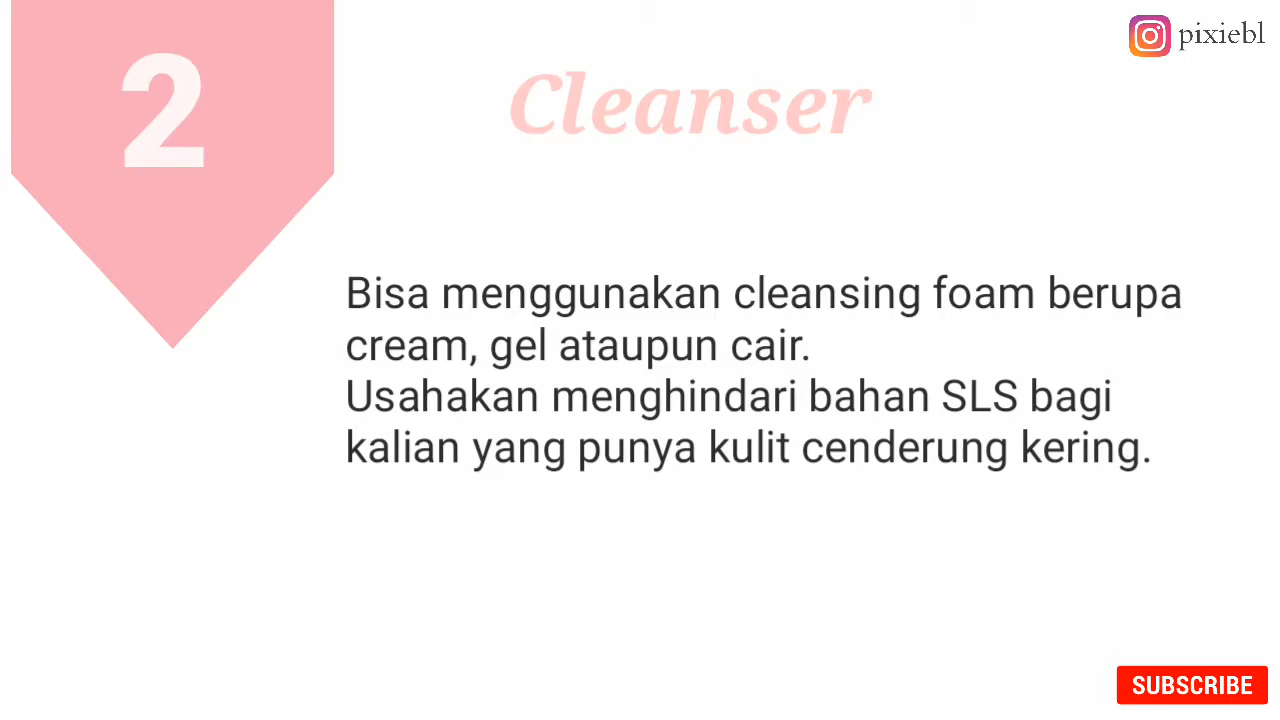 2
Cleanser
pixiebl
Bisa menggunakan cleansing foam berupa
cream, gel ataupun cair.
Usahakan menghindari bahan SLS bagi
kalian yang punya kulit cenderung kering.
SUBSCRIBE